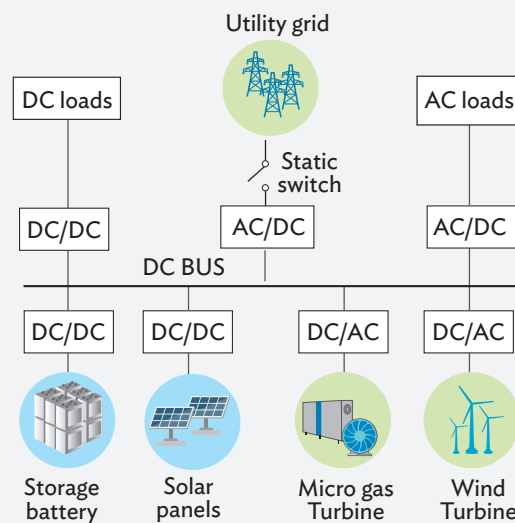 Utility grid
DC loads
AC loads
Static
switch
DC/DC
AC/DC
AC/DC
DC BUS
DC/DC
DC/DC
DC/AC
DC/AC
Storage
battery
Solar
panels
Micro gas
Turbine
Wind
Turbine